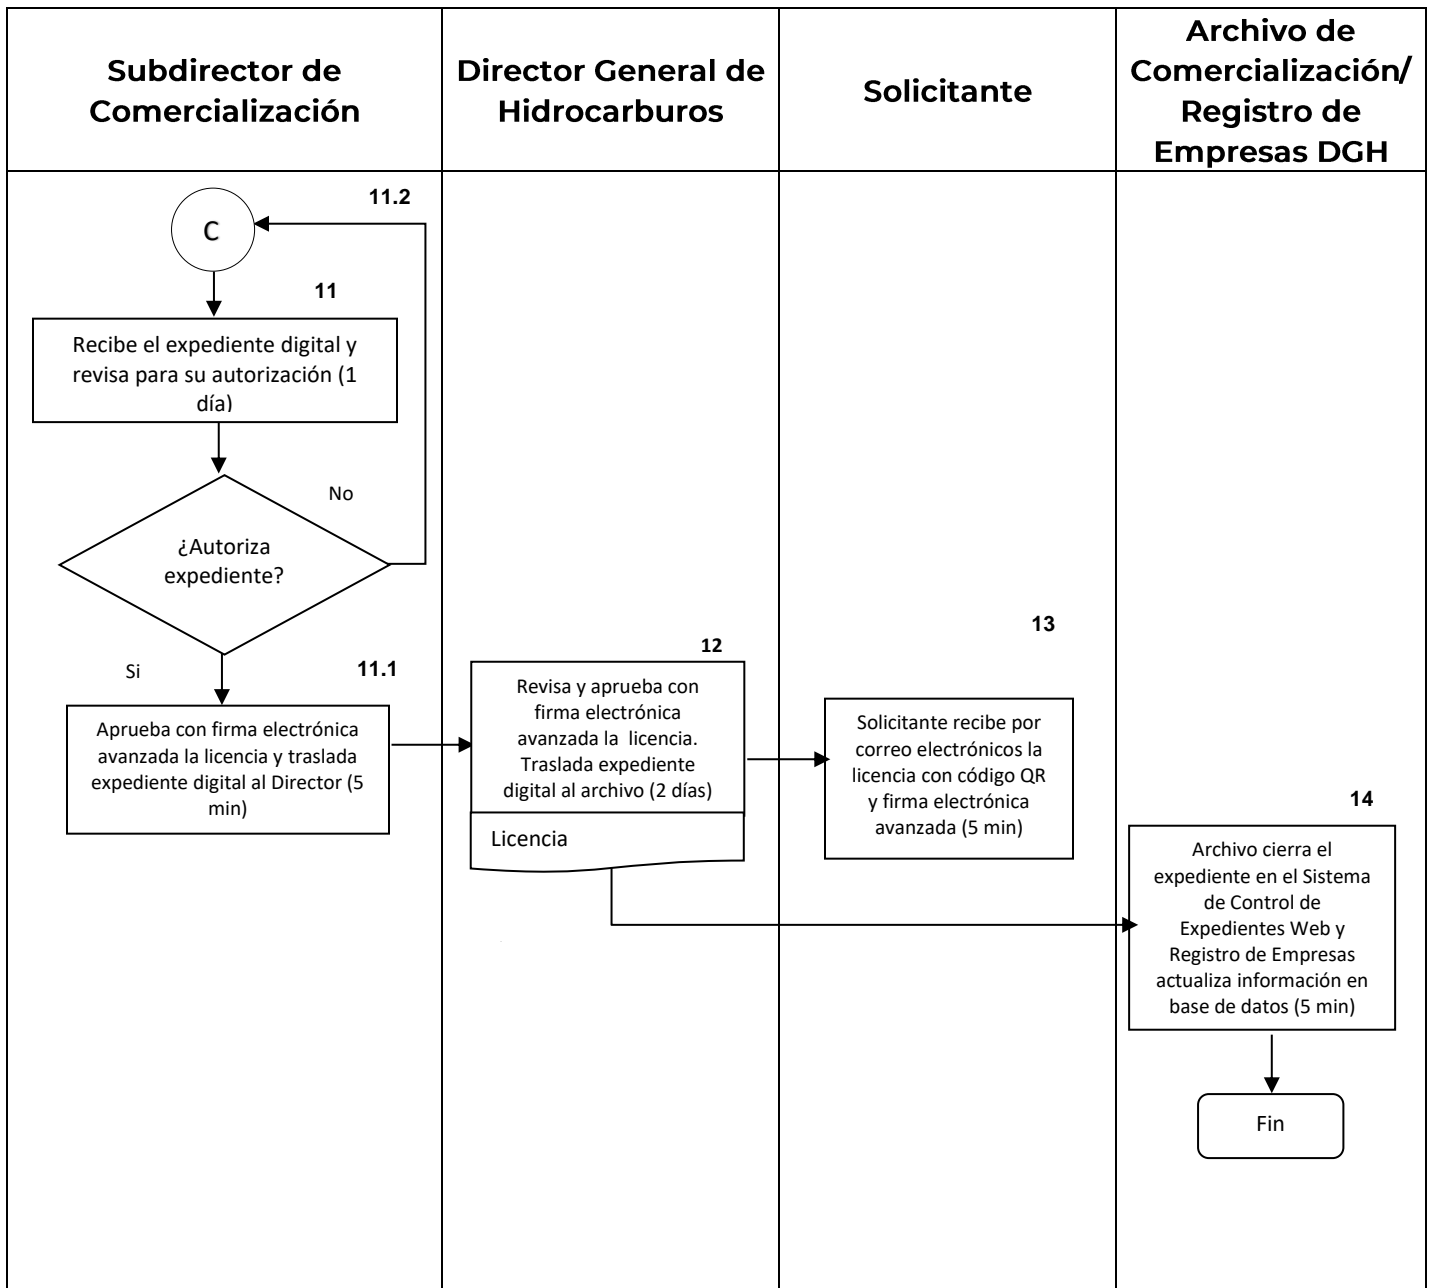 Subdirector de
Comercialización
Director General de
Hidrocarburos
Solicitante
Archivo de
Comercialización/
Registro de
Empresas DGH
11.2
C
11
Recibe el expediente digital y
revisa para su autorización (1
día)
No
¿Autoriza
expediente?
Si
11.1
Aprueba con firma electrónica
avanzada la licencia y traslada
expediente digital al Director (5
min)
12
Revisa y aprueba con
firma electrónica
avanzada la licencia.
Traslada expediente
digital al archivo (2 días)
Licencia
13
Solicitante recibe por
correo electrónicos la
licencia con código QR
y firma electrónica
avanzada (5 min)
14
Archivo cierra el
expediente en el Sistema
de Control de
Expedientes Web y
Registro de Empresas
actualiza información en
base de datos (5 min)
Fin